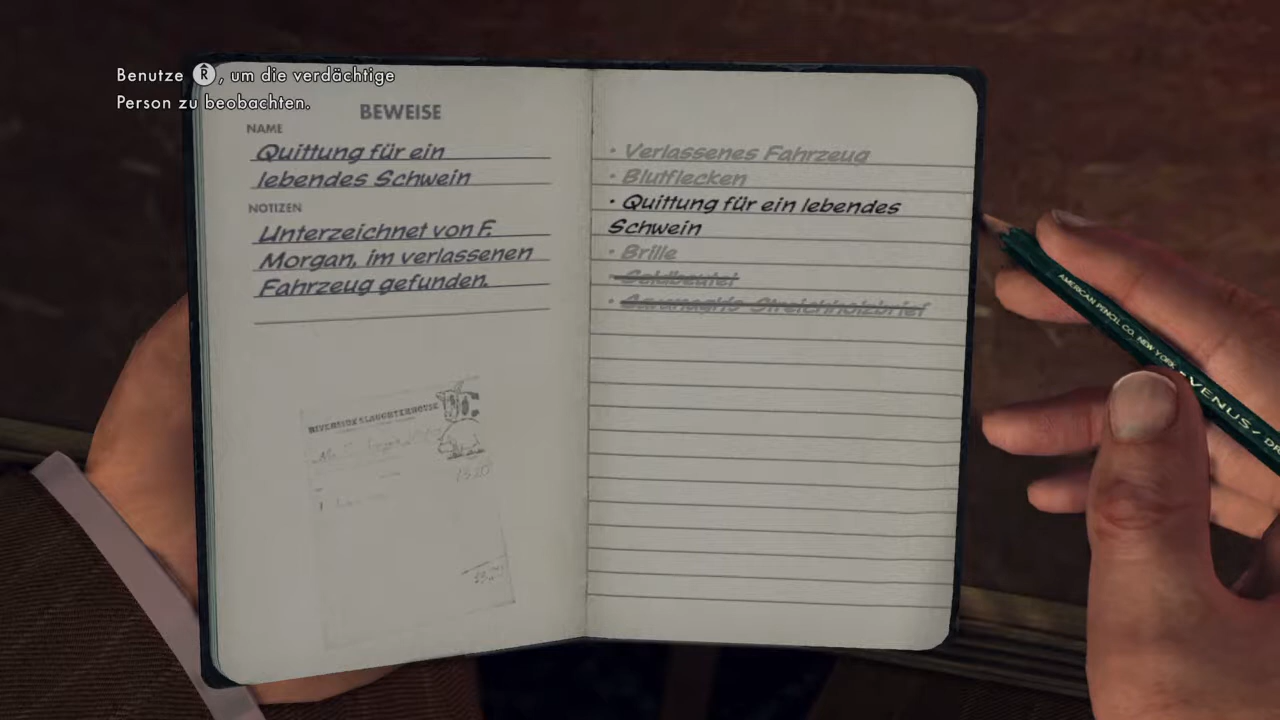 Benutze R, um die verdächtige
Person zu beobachten.
BEWEISE
NAME
Quittung für ein
lebendes Schwein
NOTIZEN
Unterzeichnet von F.
Morgan, im verlassenen
Fahrzeug gefunden.
RIVERSIDE SLAUGHTERHOUSE
• Verlassenes Fahrzeug
• Blutflecken
• Quittung für ein lebendes
Schwein
• Brille
• Geldbeutel
• Streichholzbrief
AMERICAN PENCIL CO. NEW YORK
VENUS / DR